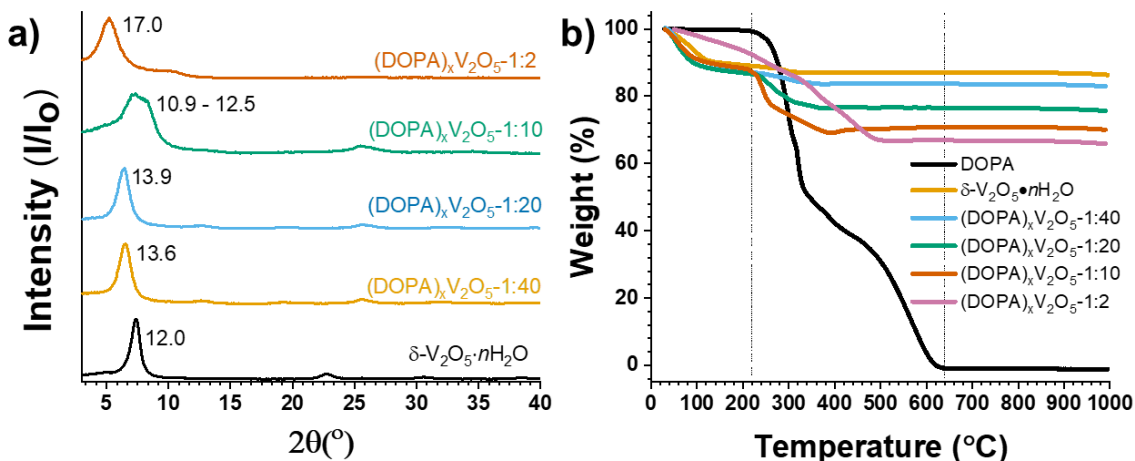 a)
Intensity (I/Io)
17.0
(DOPA)ₓV₂O₅-1:2
10.9 - 12.5
(DOPA)ₓV₂O₅-1:10
13.9
(DOPA)ₓV₂O₅-1:20
13.6
(DOPA)ₓV₂O₅-1:40
12.0
δ-V₂O₅·nH₂O
5 10 15 20 25 30 35 40
2θ(°)
b)
Weight (%)
100
80
60
40
20
0
DOPA
δ-V₂O₅•nH₂O
(DOPA)ₓV₂O₅-1:40
(DOPA)ₓV₂O₅-1:20
(DOPA)ₓV₂O₅-1:10
(DOPA)ₓV₂O₅-1:2
0 100 200 300 400 500 600 700 800 900 1000
Temperature (°C)